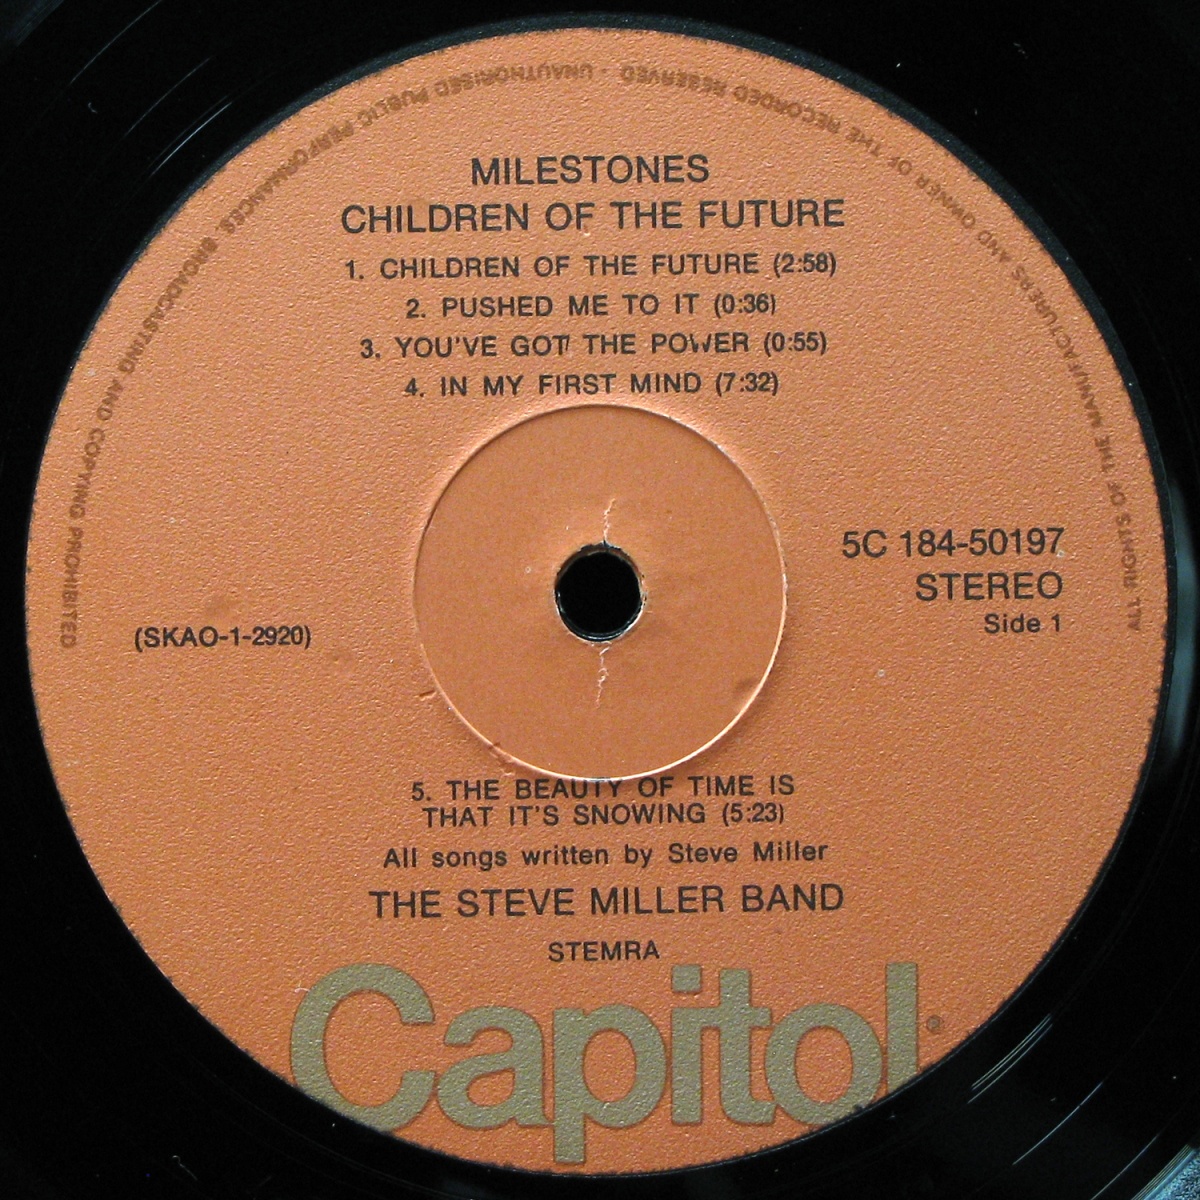 ALL RIGHTS OF THE MANUFACTURERS AND OWNER OF THE RECORDED RESERVED - UNAUTHORISED PUBLIC PERFORMANCES, BROADCASTING AND COPYING PROHIBITED
MILESTONES
CHILDREN OF THE FUTURE
1. CHILDREN OF THE FUTURE (2:58)
2. PUSHED ME TO IT (0:36)
3. YOU'VE GOT THE POWER (0:55)
4. IN MY FIRST MIND (7:32)
5C 184-50197
STEREO
Side 1
(SKAO-1-2920)
5. THE BEAUTY OF TIME IS
THAT IT'S SNOWING (5:23)
All songs written by Steve Miller
THE STEVE MILLER BAND
STEMRA
Capitol®